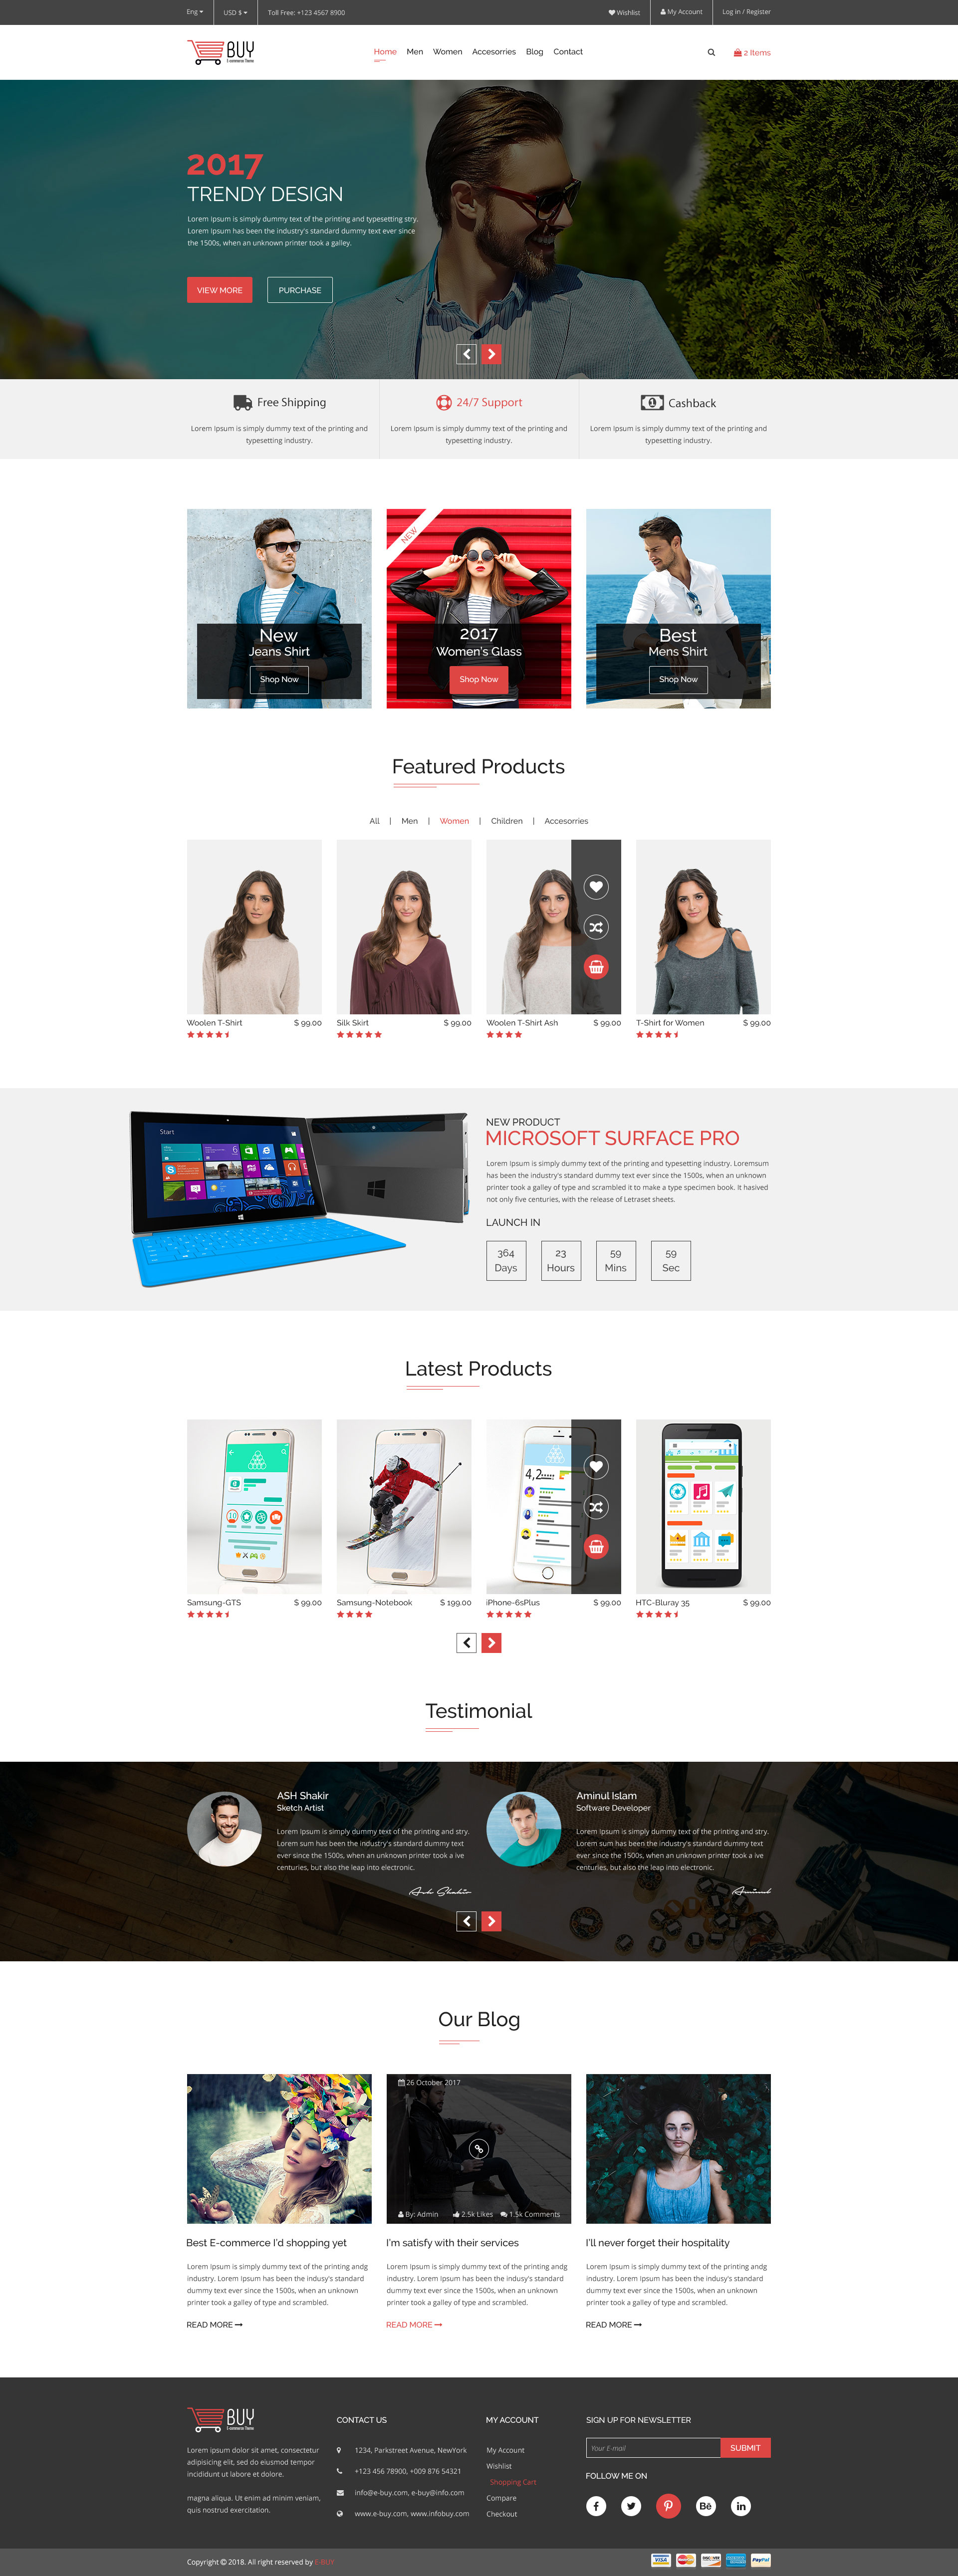 Eng
USD $
Toll Free: +123 4567 8900
Wishlist
My Account
Log in / Register
BUY
E-commerce Theme
Home
Men
Women
Accesorries
Blog
Contact
2 Items
2017
TRENDY DESIGN
Lorem Ipsum is simply dummy text of the printing and typesetting stry.
Lorem Ipsum has been the industry's standard dummy text ever since
the 1500s, when an unknown printer took a galley.
VIEW MORE
PURCHASE
Free Shipping
Lorem Ipsum is simply dummy text of the printing and
typesetting industry.
24/7 Support
Lorem Ipsum is simply dummy text of the printing and
typesetting industry.
Cashback
Lorem Ipsum is simply dummy text of the printing and
typesetting industry.
New
Jeans Shirt
Shop Now
NEW
2017
Women's Glass
Shop Now
Best
Mens Shirt
Shop Now
Featured Products
All | Men | Women | Children | Accesorries
Woolen T-Shirt $ 99.00
Silk Skirt $ 99.00
Woolen T-Shirt Ash $ 99.00
T-Shirt for Women $ 99.00
Start
NEW PRODUCT
MICROSOFT SURFACE PRO
Lorem Ipsum is simply dummy text of the printing and typesetting industry. Loremsum
has been the industry's standard dummy text ever since the 1500s, when an unknown
printer took a galley of type and scrambled it to make a type specimen book. It hasived
not only five centuries, with the release of Letraset sheets.
LAUNCH IN
364
Days
23
Hours
59
Mins
59
Sec
Latest Products
4,2
Samsung-GTS $ 99.00
Samsung-Notebook $ 199.00
iPhone-6sPlus $ 99.00
HTC-Bluray 35 $ 99.00
Testimonial
ASH Shakir
Sketch Artist
Lorem Ipsum is simply dummy text of the printing and stry.
Lorem sum has been the industry's standard dummy text
ever since the 1500s, when an unknown printer took a ive
centuries, but also the leap into electronic.
Ash Shakir
Aminul Islam
Software Developer
Lorem Ipsum is simply dummy text of the printing and stry.
Lorem sum has been the industry's standard dummy text
ever since the 1500s, when an unknown printer took a ive
centuries, but also the leap into electronic.
Aminul
Our Blog
Best E-commerce I'd shopping yet
Lorem Ipsum is simply dummy text of the printing andg
industry. Lorem Ipsum has been the indusy's standard
dummy text ever since the 1500s, when an unknown
printer took a galley of type and scrambled.
READ MORE
26 October 2017
By: Admin
2.5k Likes
1.5k Comments
I'm satisfy with their services
Lorem Ipsum is simply dummy text of the printing andg
industry. Lorem Ipsum has been the indusy's standard
dummy text ever since the 1500s, when an unknown
printer took a galley of type and scrambled.
READ MORE
I'll never forget their hospitality
Lorem Ipsum is simply dummy text of the printing andg
industry. Lorem Ipsum has been the indusy's standard
dummy text ever since the 1500s, when an unknown
printer took a galley of type and scrambled.
READ MORE
BUY
E-commerce Theme
Lorem ipsum dolor sit amet, consectetur
adipisicing elit, sed do eiusmod tempor
incididunt ut labore et dolore.
magna aliqua. Ut enim ad minim veniam,
quis nostrud exercitation.
CONTACT US
1234, Parkstreet Avenue, NewYork
+123 456 78900, +009 876 54321
info@e-buy.com, e-buy@info.com
www.e-buy.com, www.infobuy.com
MY ACCOUNT
My Account
Wishlist
Shopping Cart
Compare
Checkout
SIGN UP FOR NEWSLETTER
Your E-mail
SUBMIT
FOLLOW ME ON
Copyright © 2018. All right reserved by E-BUY
VISA
MasterCard
DISCOVER
PayPal